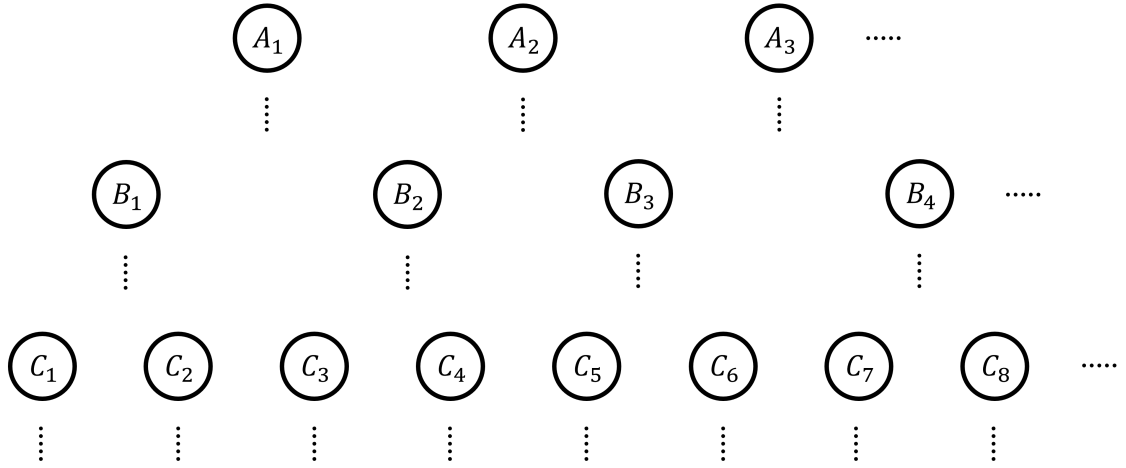 A₁ A₂ A₃ ·····
B₁ B₂ B₃ B₄ ·····
C₁ C₂ C₃ C₄ C₅ C₆ C₇ C₈ ·····